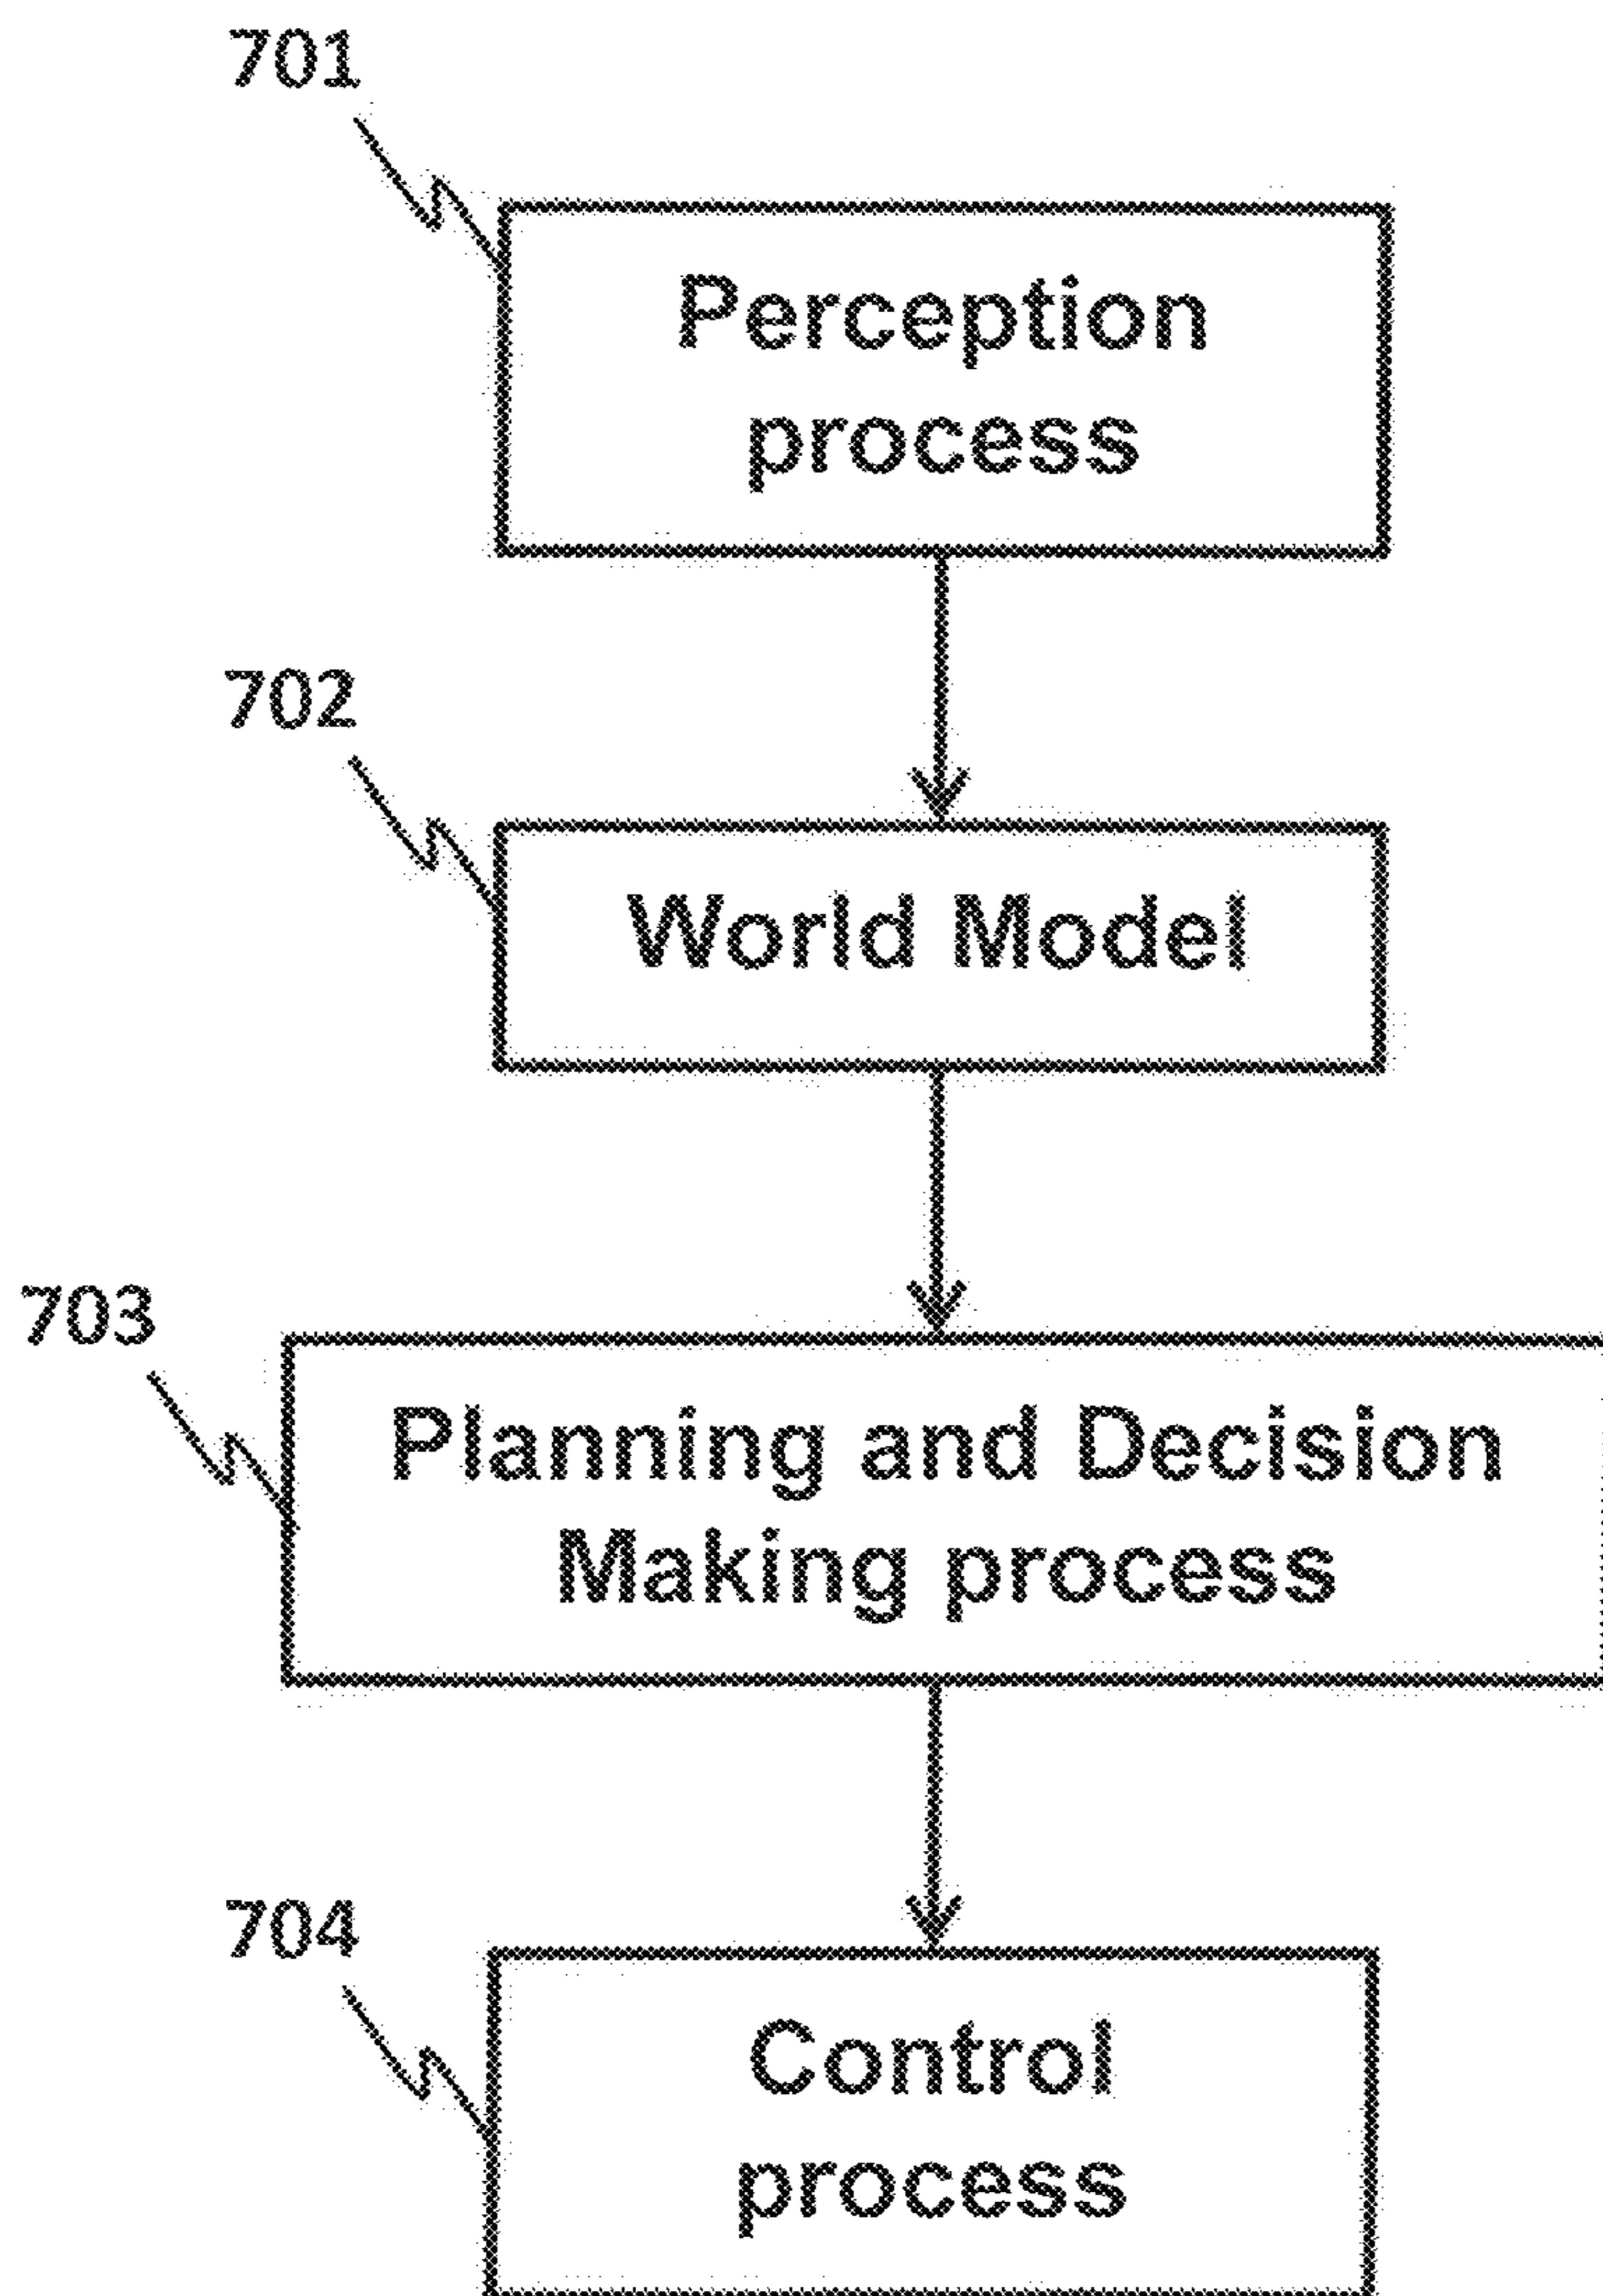 701
Perception
process
702
World Model
703
Planning and Decision
Making process
704
Control
process